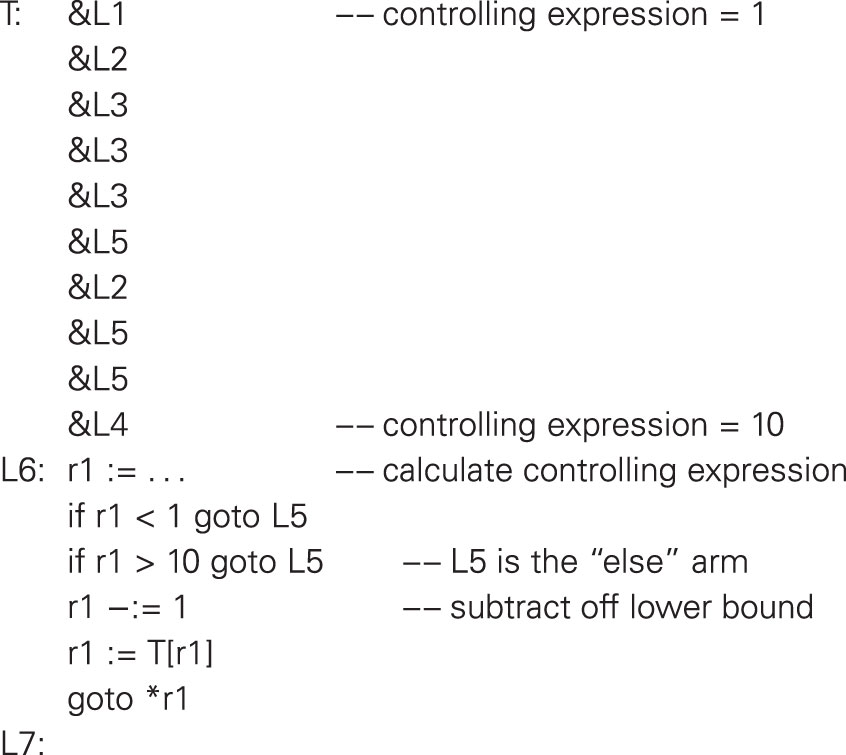 T: &L1 –– controlling expression = 1
&L2
&L3
&L3
&L3
&L5
&L2
&L5
&L5
&L4 –– controlling expression = 10
L6: r1 := . . . –– calculate controlling expression
if r1 < 1 goto L5
if r1 > 10 goto L5 –– L5 is the “else” arm
r1 –:= 1 –– subtract off lower bound
r1 := T[r1]
goto *r1
L7: